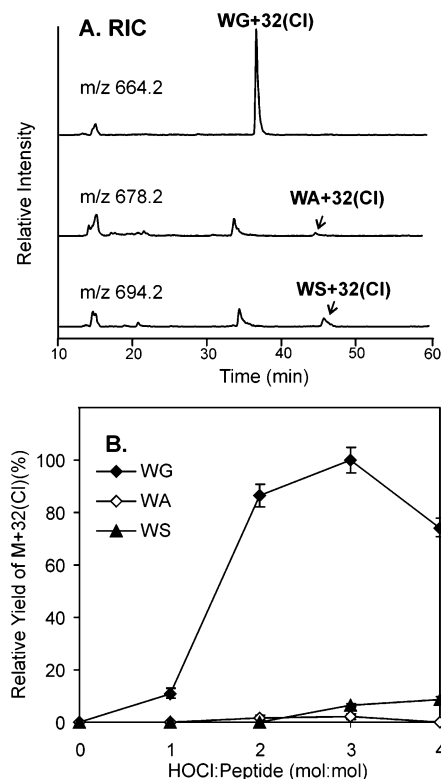 A. RIC
WG+32(Cl)
m/z 664.2
m/z 678.2
WA+32(Cl)
m/z 694.2
WS+32(Cl)
Relative Intensity
10 20 30 40 50 60
Time (min)
B.
WG
WA
WS
100
80
60
40
20
0
Relative Yield of M+32(Cl)(%)
0 1 2 3 4
HOCl:Peptide (mol:mol)